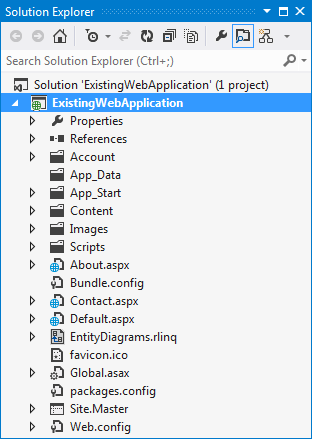 Solution Explorer
Search Solution Explorer (Ctrl+;)
Solution 'ExistingWebApplication' (1 project)
ExistingWebApplication
Properties
References
Account
App_Data
App_Start
Content
Images
Scripts
About.aspx
Bundle.config
Contact.aspx
Default.aspx
EntityDiagrams.rlinq
favicon.ico
Global.asax
packages.config
Site.Master
Web.config